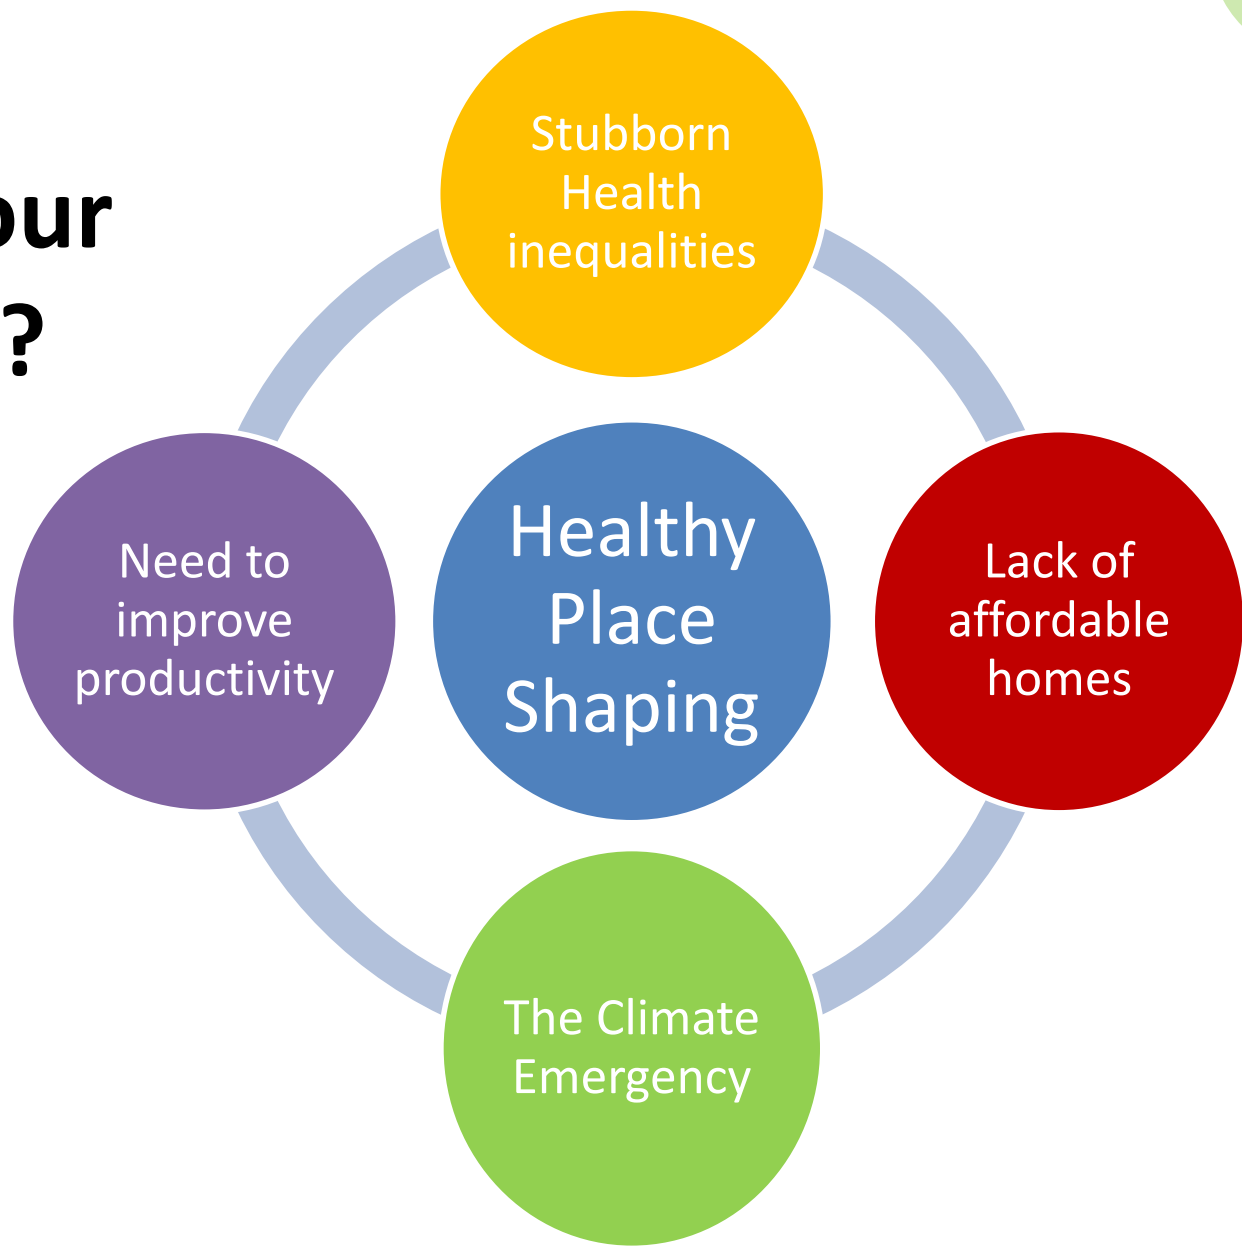 our
?
Stubborn
Health
inequalities
Need to
improve
productivity
Healthy
Place
Shaping
Lack of
affordable
homes
The Climate
Emergency